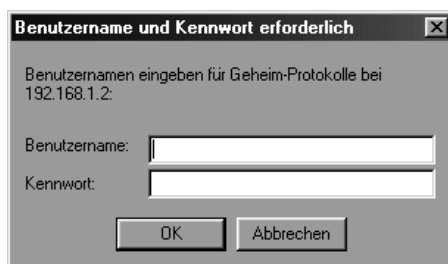 Benutzername und Kennwort erforderlich
Benutzernamen eingeben für Geheim-Protokolle bei
192.168.1.2:
Benutzername:
Kennwort:
OK Abbrechen